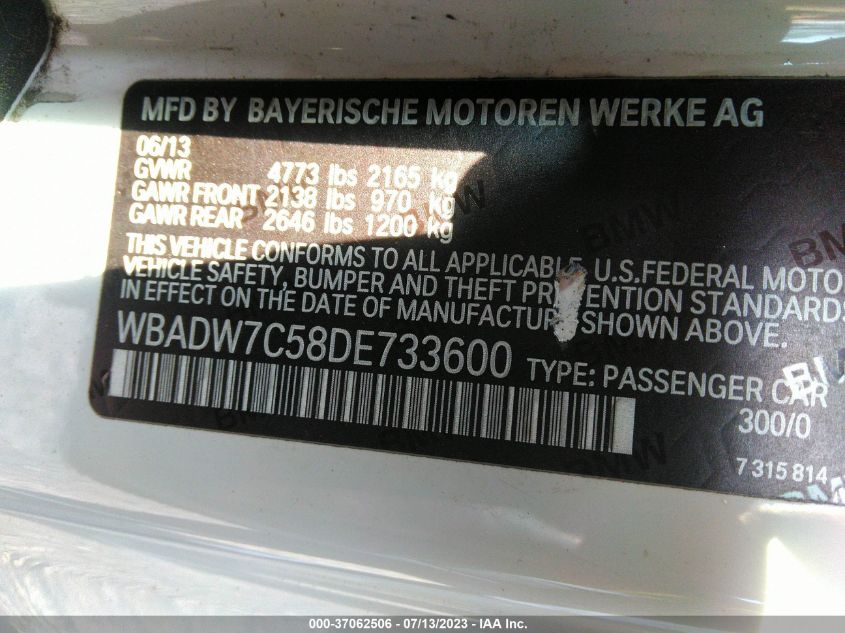 MFD BY BAYERISCHE MOTOREN WERKE AG
06/13
GVWR 4773 lbs 2165 kg
GAWR FRONT 2138 lbs 970 kg
GAWR REAR 2646 lbs 1200 kg
THIS VEHICLE CONFORMS TO ALL APPLICABLE U.S.FEDERAL MOTO
VEHICLE SAFETY, BUMPER AND THEFT PREVENTION STANDARDS
IN EFFECT ON THE DATE OF MANUFACTURE SHOWN ABOVE.
WBADW7C58DE733600 TYPE: PASSENGER CAR
300/0
7 315 814
000-37062506 - 07/13/2023 - IAA Inc.